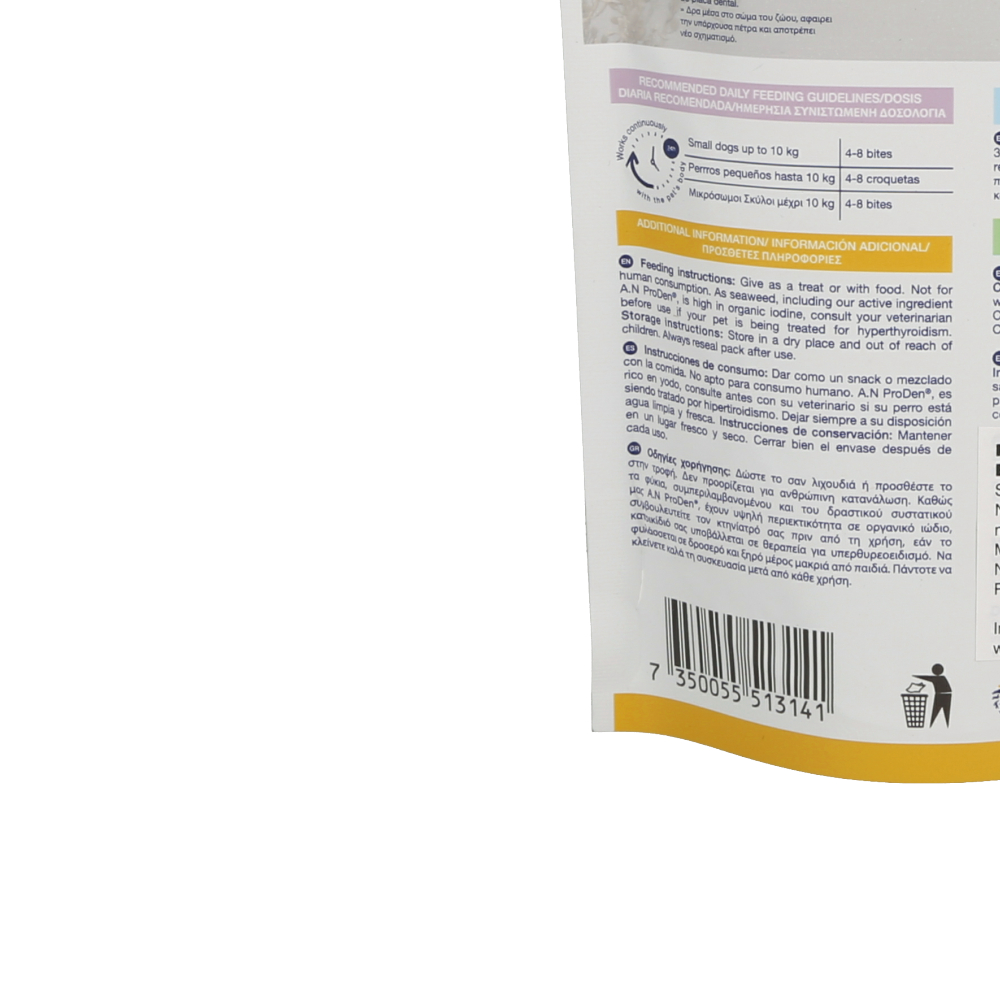 placa dental.
- Δρα μέσα στο σώμα του ζώου, αφαιρεί
την υπάρχουσα πέτρα και αποτρέπει
νέο σχηματισμό.
RECOMMENDED DAILY FEEDING GUIDELINES/DOSIS
DIARIA RECOMENDADA/ΗΜΕΡΗΣΙΑ ΣΥΝΙΣΤΩΜΕΝΗ ΔΟΣΟΛΟΓΙΑ
Works continuously
24h
with the pet's body
Small dogs up to 10 kg 4-8 bites
Perrros pequeños hasta 10 kg 4-8 croquetas
Μικρόσωμοι Σκύλοι μέχρι 10 kg 4-8 bites
ADDITIONAL INFORMATION/ INFORMACIÓN ADICIONAL/
ΠΡΟΣΘΕΤΕΣ ΠΛΗΡΟΦΟΡΙΕΣ
EN Feeding instructions: Give as a treat or with food. Not for
human consumption. As seaweed, including our active ingredient
A.N ProDen®, is high in organic iodine, consult your veterinarian
before use if your pet is being treated for hyperthyroidism.
Storage instructions: Store in a dry place and out of reach of
children. Always reseal pack after use.
ES Instrucciones de consumo: Dar como un snack o mezclado
con la comida. No apto para consumo humano. A.N ProDen®, es
rico en yodo, consulte antes con su veterinario si su perro está
siendo tratado por hipertiroidismo. Dejar siempre a su disposición
agua limpia y fresca. Instrucciones de conservación: Mantener
en un lugar fresco y seco. Cerrar bien el envase después de
cada uso.
GR Οδηγίες χορήγησης: Δώστε το σαν λιχουδιά ή προσθέστε το
στην τροφή. Δεν προορίζεται για ανθρώπινη κατανάλωση. Καθώς
τα φύκια, συμπεριλαμβανομένου και του δραστικού συστατικού
μας A.N ProDen®, έχουν υψηλή περιεκτικότητα σε οργανικό ιώδιο,
συμβουλευτείτε τον κτηνίατρό σας πριν από τη χρήση, εάν το
κατοικίδιό σας υποβάλλεται σε θεραπεία για υπερθυρεοειδισμό. Να
φυλάσσεται σε δροσερό και ξηρό μέρος μακριά από παιδιά. Πάντοτε να
κλείνετε καλά τη συσκευασία μετά από κάθε χρήση.
7 350055 513141